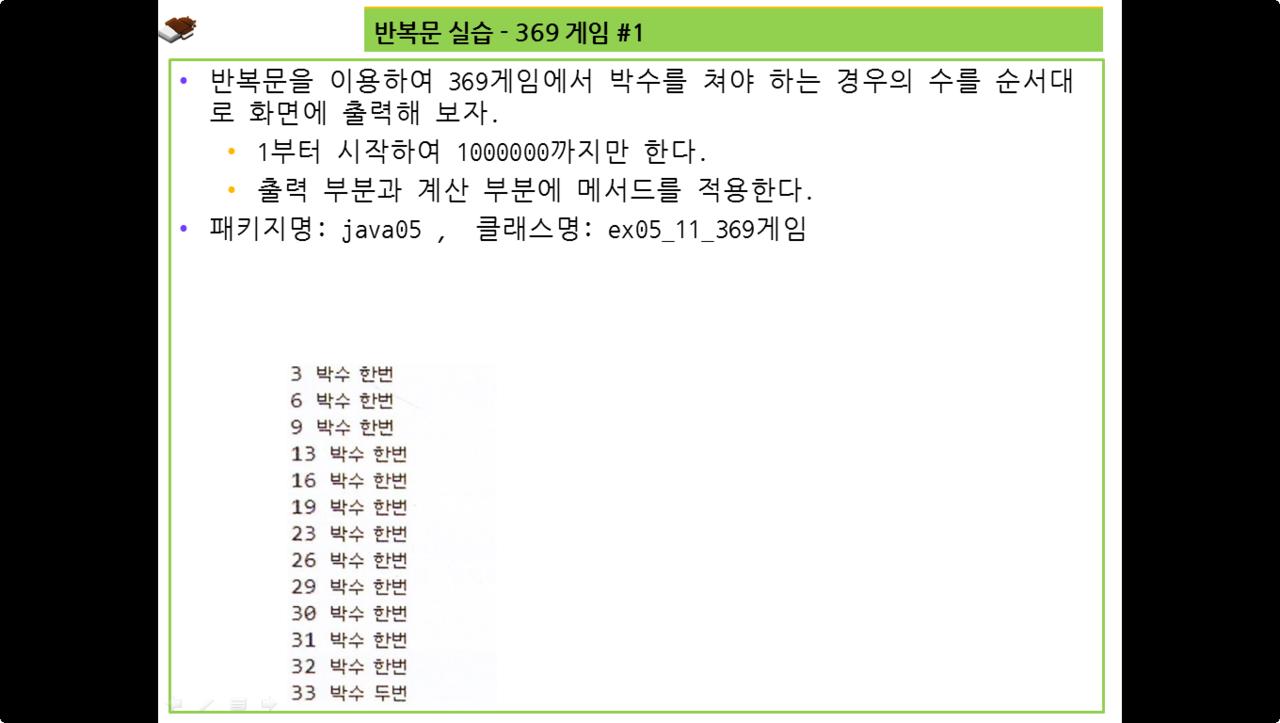 반복문 실습 - 369 게임 #1
• 반복문을 이용하여 369게임에서 박수를 쳐야 하는 경우의 수를 순서대
로 화면에 출력해 보자.
• 1부터 시작하여 1000000까지만 한다.
• 출력 부분과 계산 부분에 메서드를 적용한다.
• 패키지명: java05 , 클래스명: ex05_11_369게임
3 박수 한번
6 박수 한번
9 박수 한번
13 박수 한번
16 박수 한번
19 박수 한번
23 박수 한번
26 박수 한번
29 박수 한번
30 박수 한번
31 박수 한번
32 박수 한번
33 박수 두번